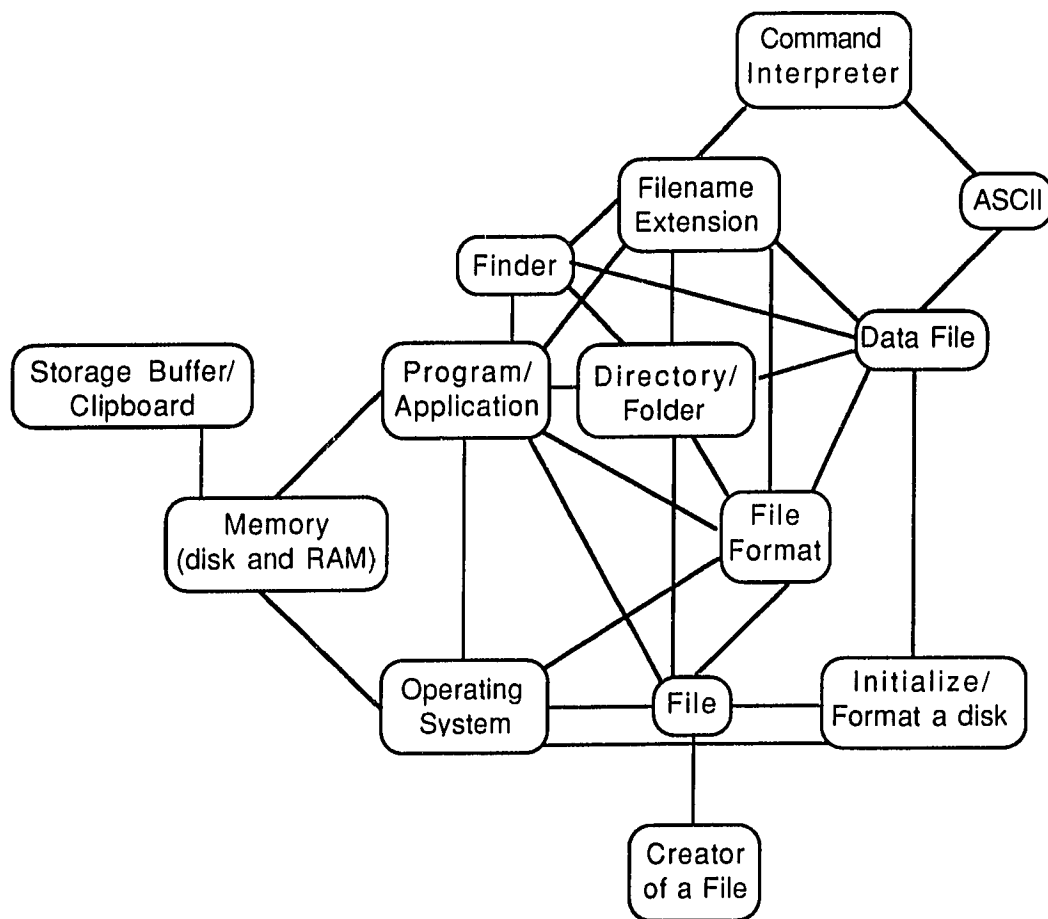 Command
Interpreter
Filename
Extension
ASCII
Finder
Data File
Storage Buffer/
Clipboard
Program/
Application
Directory/
Folder
Memory
(disk and RAM)
File
Format
Operating
System
File
Initialize/
Format a disk
Creator
of a File